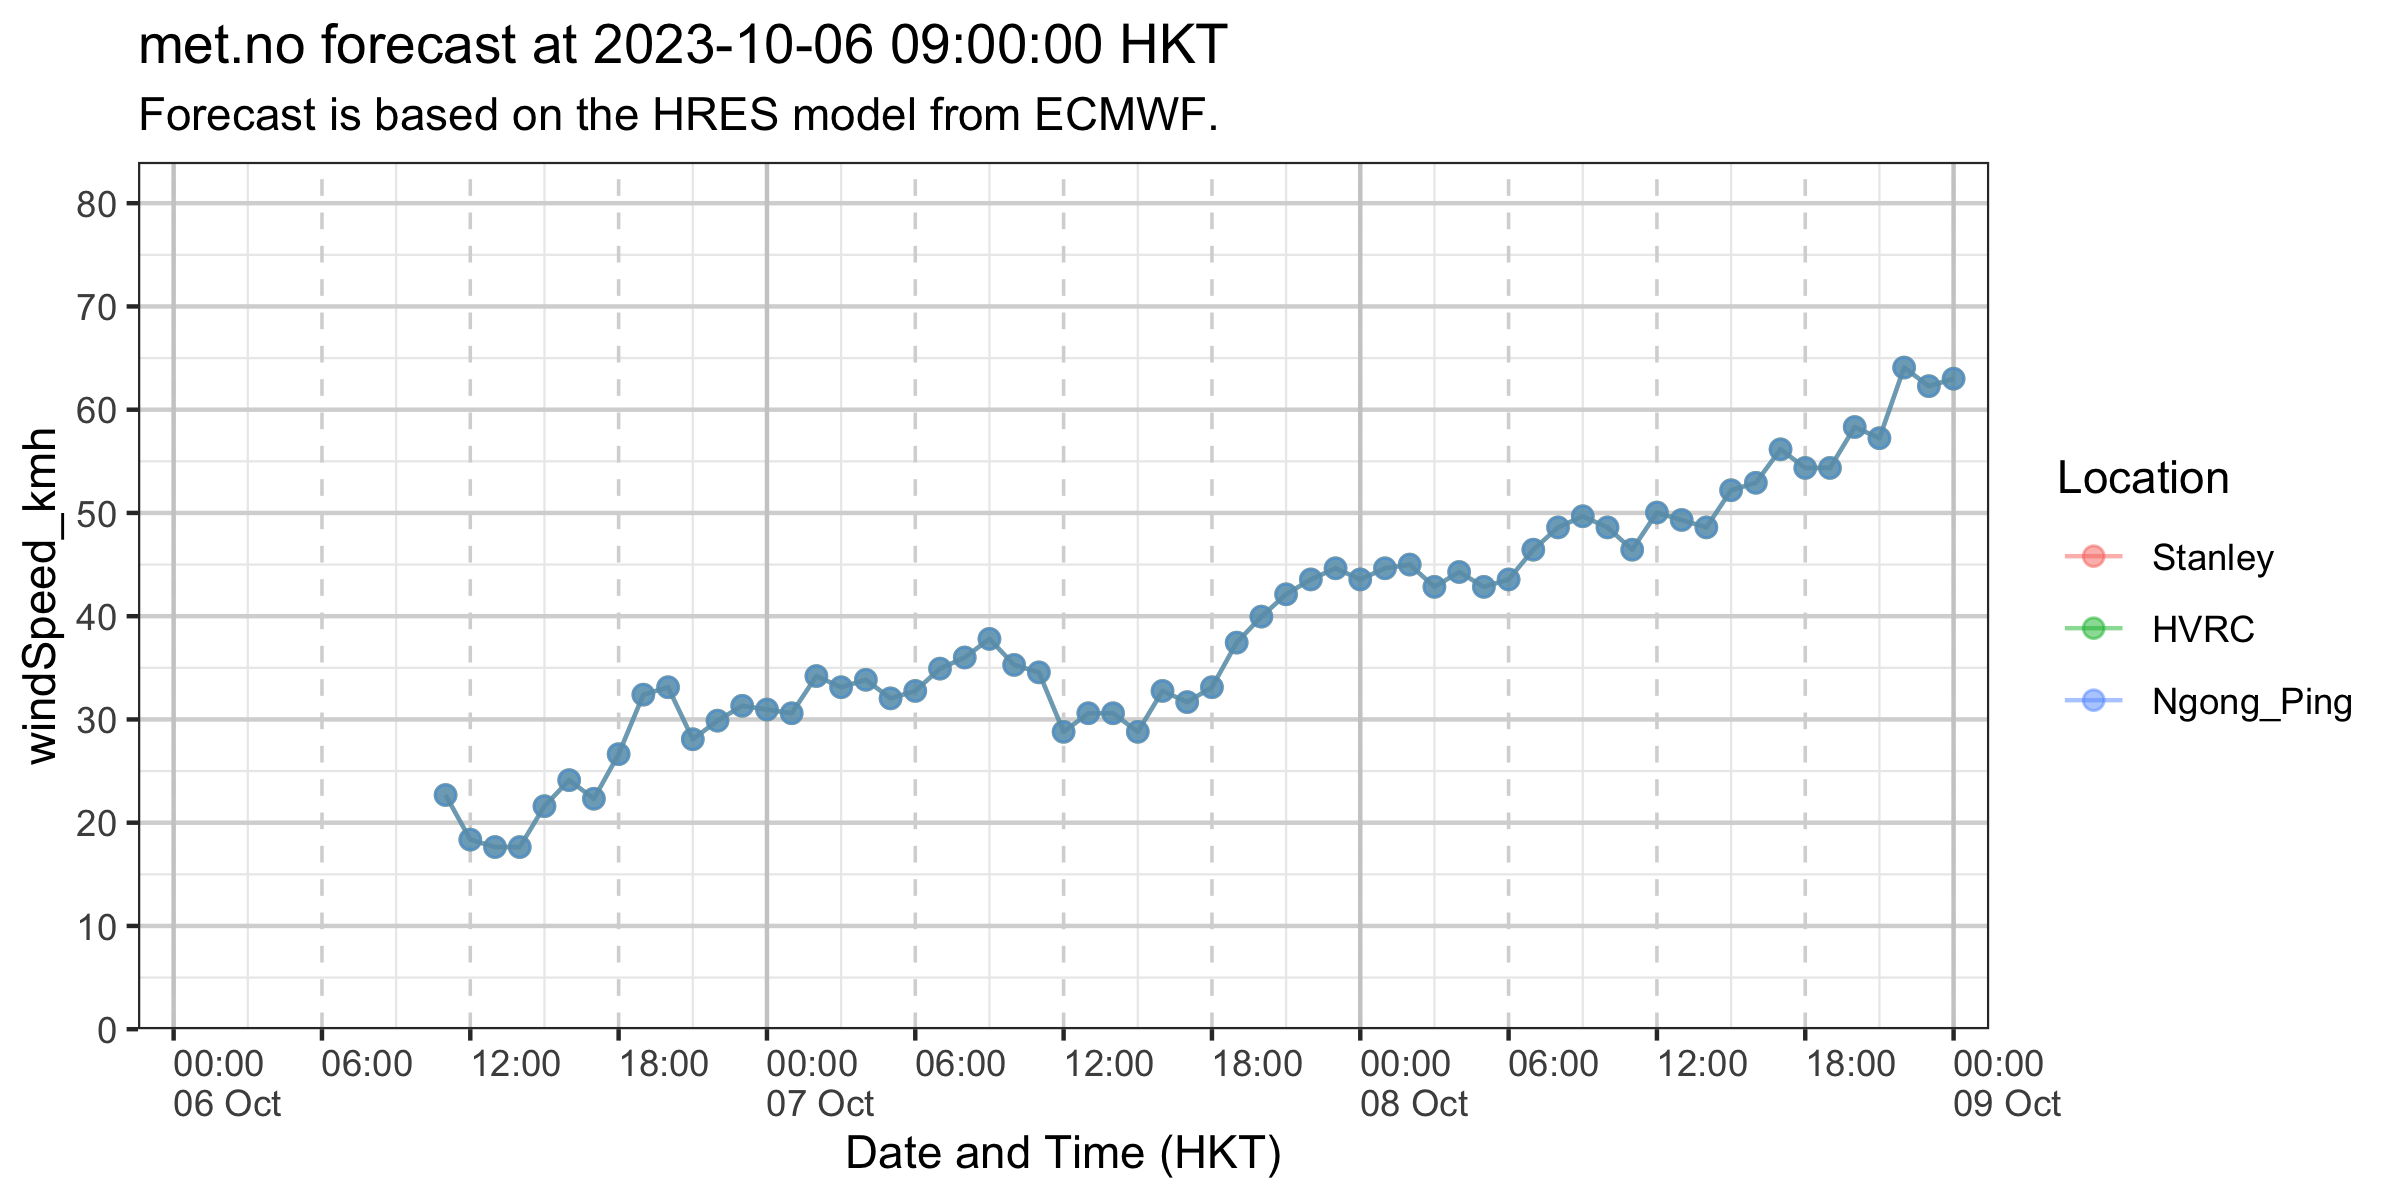 met.no forecast at 2023-10-06 09:00:00 HKT
Forecast is based on the HRES model from ECMWF.
windSpeed_kmh
80
70
60
50
40
30
20
10
0
00:00 06:00 12:00 18:00 00:00 06:00 12:00 18:00 00:00 06:00 12:00 18:00 00:00
06 Oct 07 Oct 08 Oct 09 Oct
Date and Time (HKT)
Location
Stanley
HVRC
Ngong_Ping